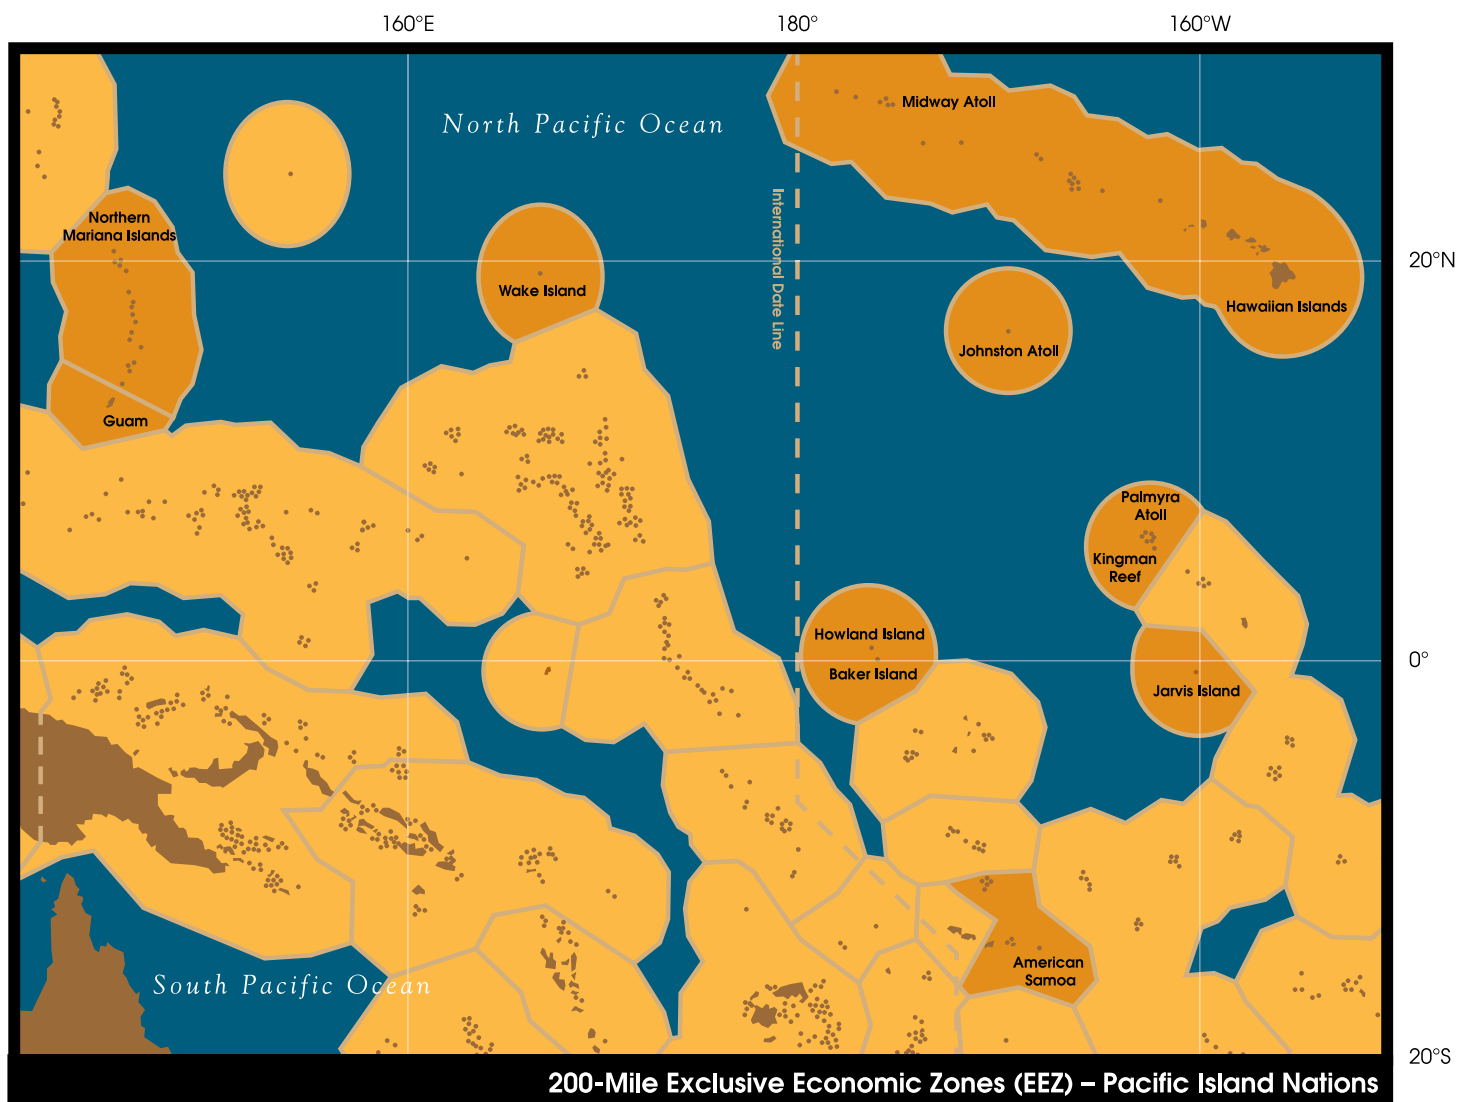 160°E
180°
160°W
North Pacific Ocean
Midway Atoll
Northern
Mariana Islands
International Date Line
20°N
Wake Island
Hawaiian Islands
Johnston Atoll
Guam
Palmyra
Atoll
Kingman
Reef
Howland Island
Baker Island
0°
Jarvis Island
American
Samoa
South Pacific Ocean
20°S
200-Mile Exclusive Economic Zones (EEZ) – Pacific Island Nations